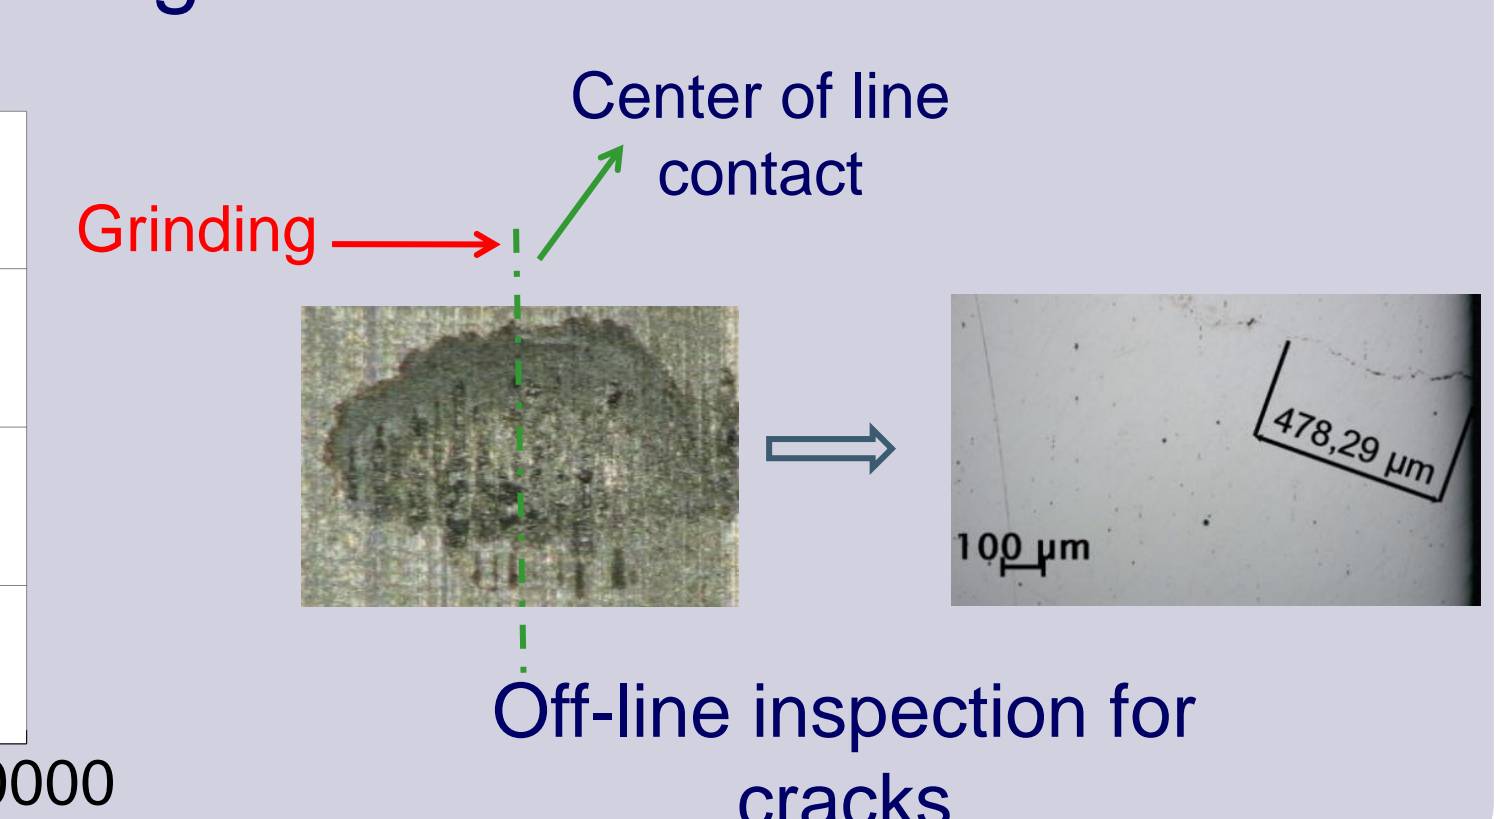 Center of line
contact
Grinding
478,29 µm
100 µm
Off-line inspection for
cracks